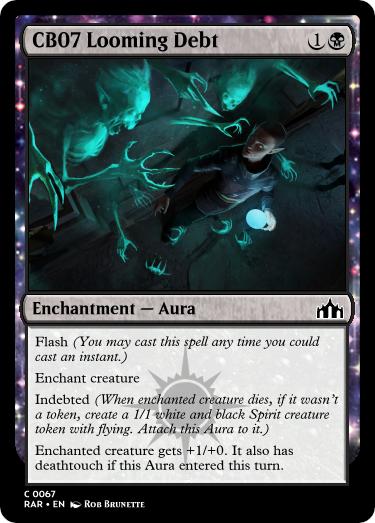 CB07 Looming Debt 1
Enchantment — Aura
Flash (You may cast this spell any time you could
cast an instant.)
Enchant creature
Indebted (When enchanted creature dies, if it wasn't
a token, create a 1/1 white and black Spirit creature
token with flying. Attach this Aura to it.)
Enchanted creature gets +1/+0. It also has
deathtouch if this Aura entered this turn.
C 0067
RAR • EN Rob Brunette